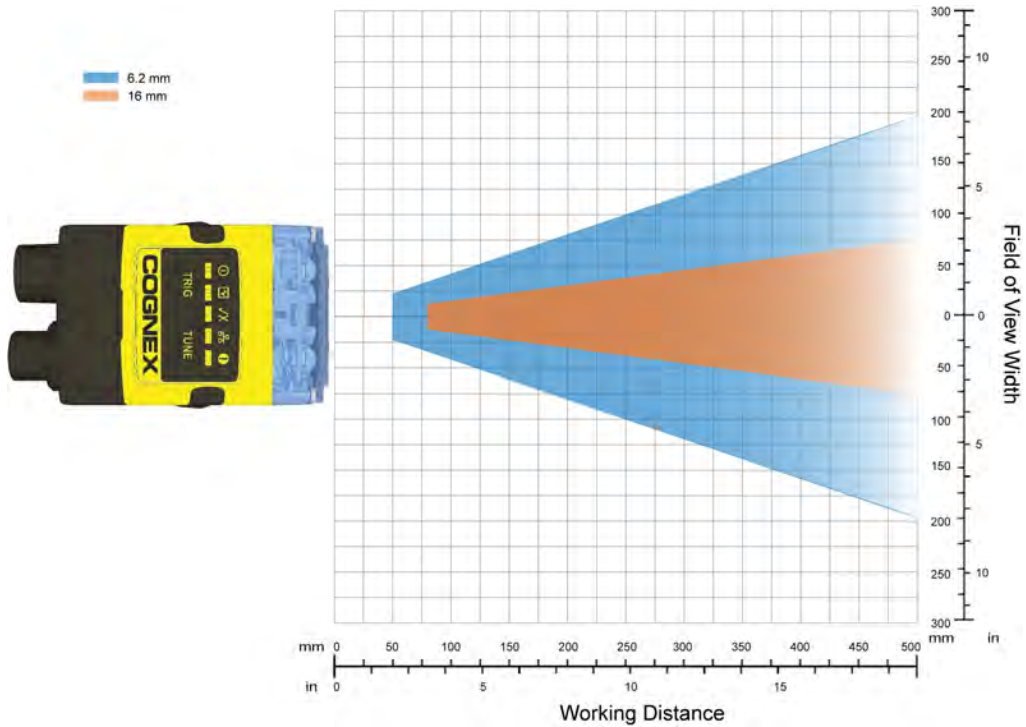 6.2 mm
16 mm
COGNEX
TRIG
TUNE
300
250
200
150
100
50
0
50
100
150
200
250
300
10
5
0
5
10
Field of View Width
mm 0 50 100 150 200 250 300 350 400 450 500 mm in
in 0 5 10 15
Working Distance